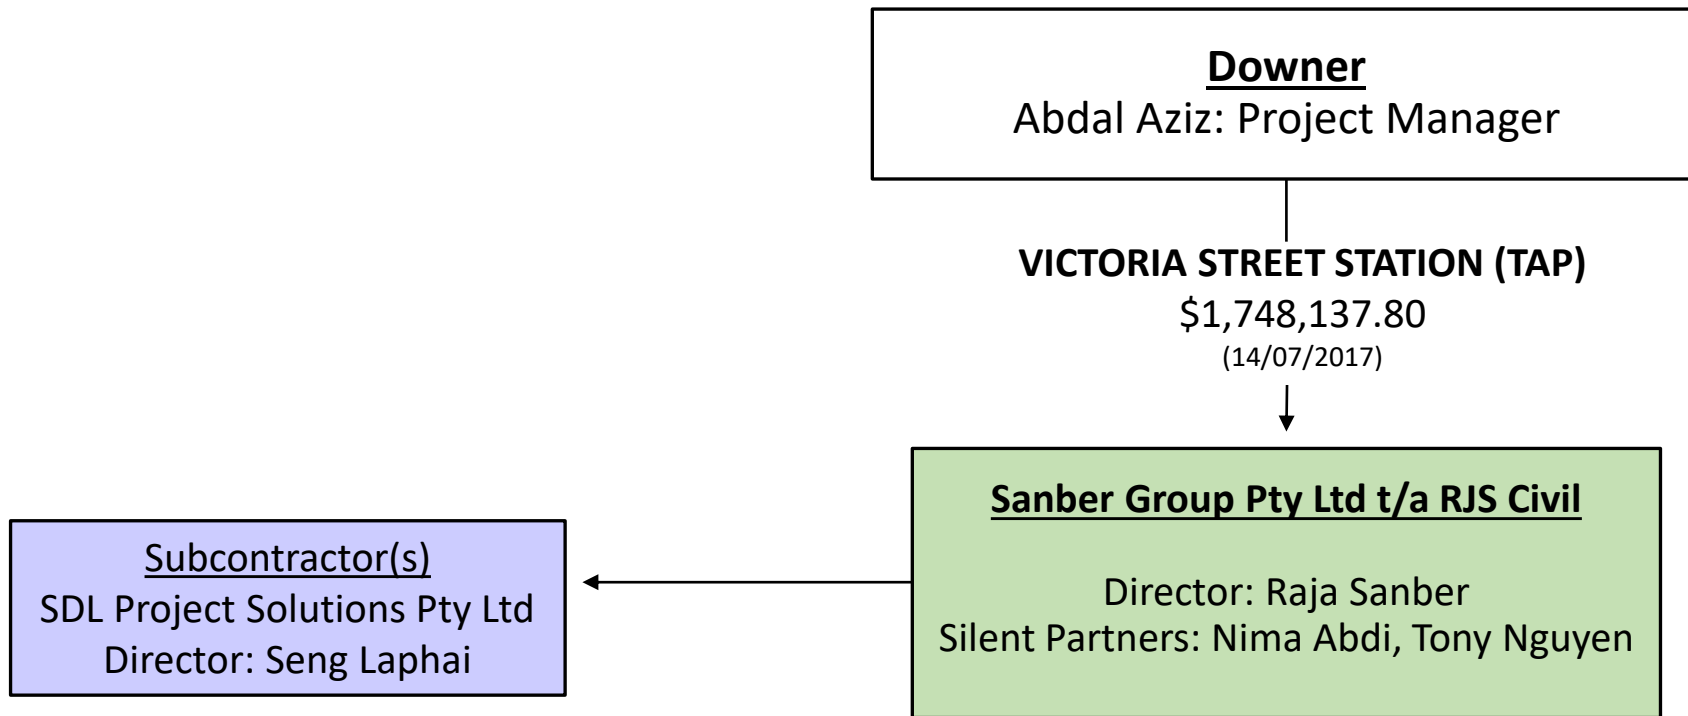 Downer
Abdal Aziz: Project Manager
VICTORIA STREET STATION (TAP)
$1,748,137.80
(14/07/2017)
Sanber Group Pty Ltd t/a RJS Civil
Director: Raja Sanber
Silent Partners: Nima Abdi, Tony Nguyen
Subcontractor(s)
SDL Project Solutions Pty Ltd
Director: Seng Laphai